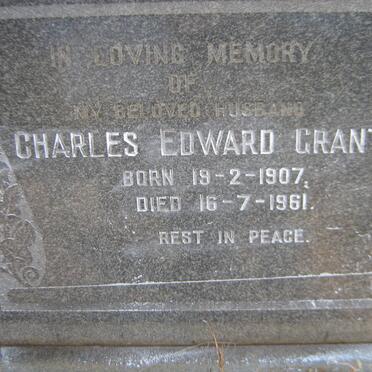 IN LOVING MEMORY
OF
MY BELOVED HUSBAND
CHARLES EDWARD GRANT
BORN 19-2-1907,
DIED 16-7-1961.
REST IN PEACE.